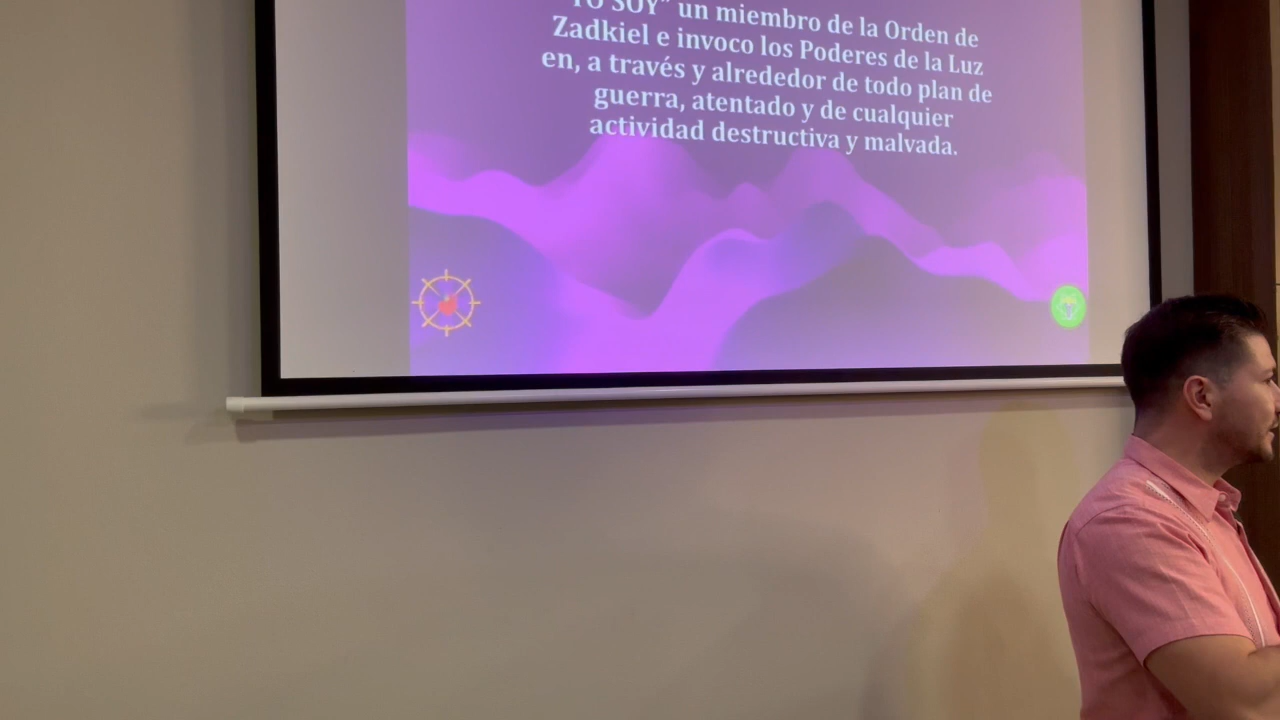 "YO SOY" un miembro de la Orden de
Zadkiel e invoco los Poderes de la Luz
en, a través y alrededor de todo plan de
guerra, atentado y de cualquier
actividad destructiva y malvada.